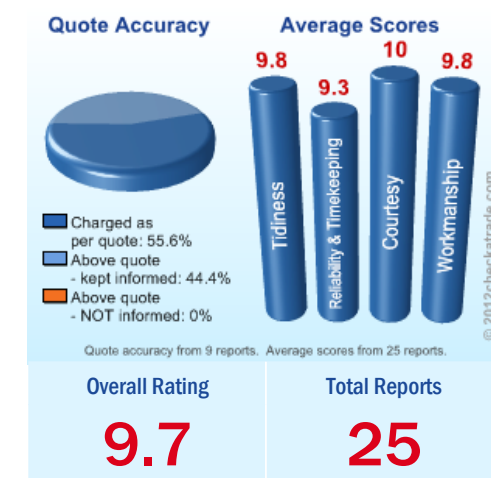 Quote Accuracy
Average Scores
9.8
9.3
10
9.8
Tidiness
Reliability & Timekeeping
Courtesy
Workmanship
Charged as
per quote: 55.6%
Above quote
- kept informed: 44.4%
Above quote
- NOT informed: 0%
© 2012checkatrade.com
Quote accuracy from 9 reports. Average scores from 25 reports.
Overall Rating
Total Reports
9.7
25